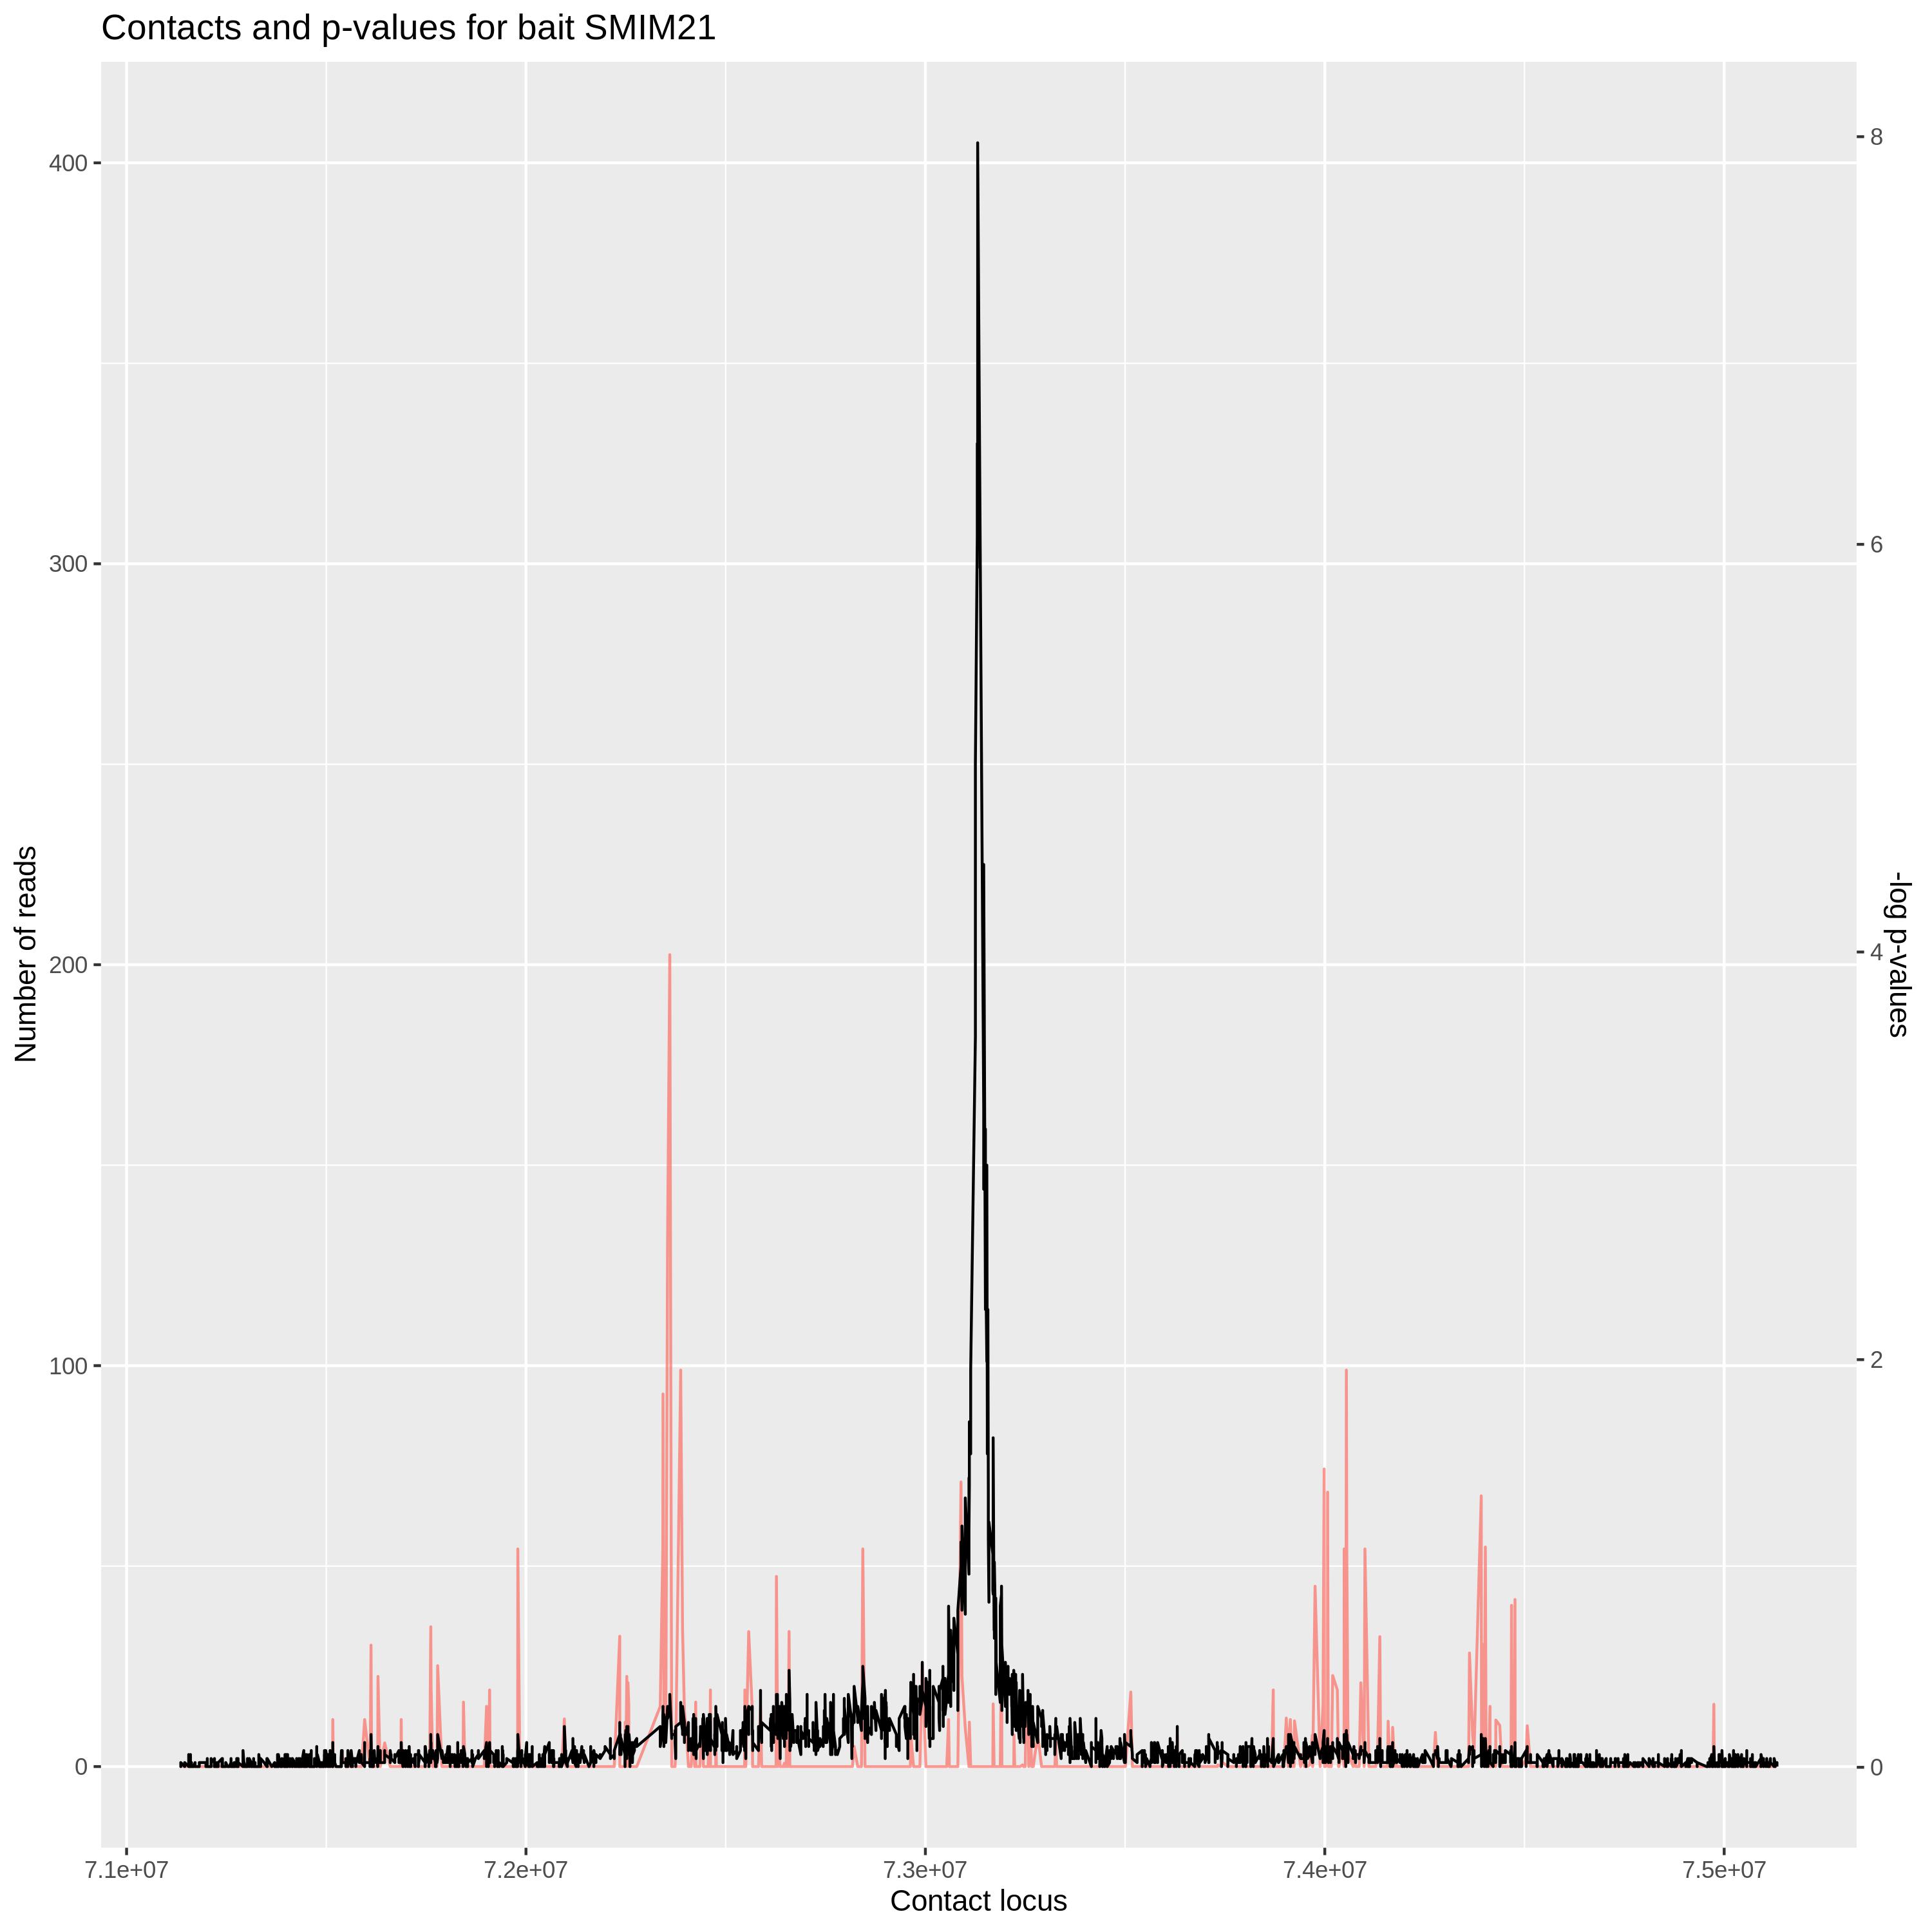 Contacts and p-values for bait SMIM21
Number of reads
400
300
200
100
0
8
6
4
2
0
-log p-values
7.1e+07
7.2e+07
7.3e+07
7.4e+07
7.5e+07
Contact locus